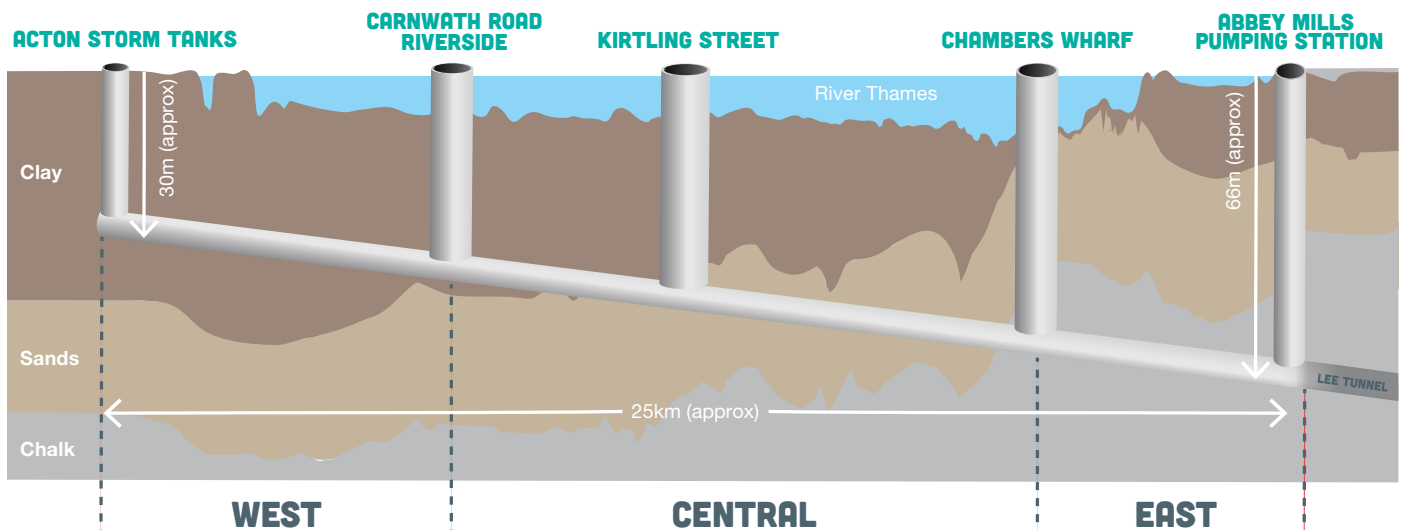 ACTON STORM TANKS
CARNWATH ROAD
RIVERSIDE
KIRTLING STREET
CHAMBERS WHARF
ABBEY MILLS
PUMPING STATION
River Thames
30m (approx)
66m (approx)
Clay
Sands
Chalk
LEE TUNNEL
25km (approx)
WEST
CENTRAL
EAST